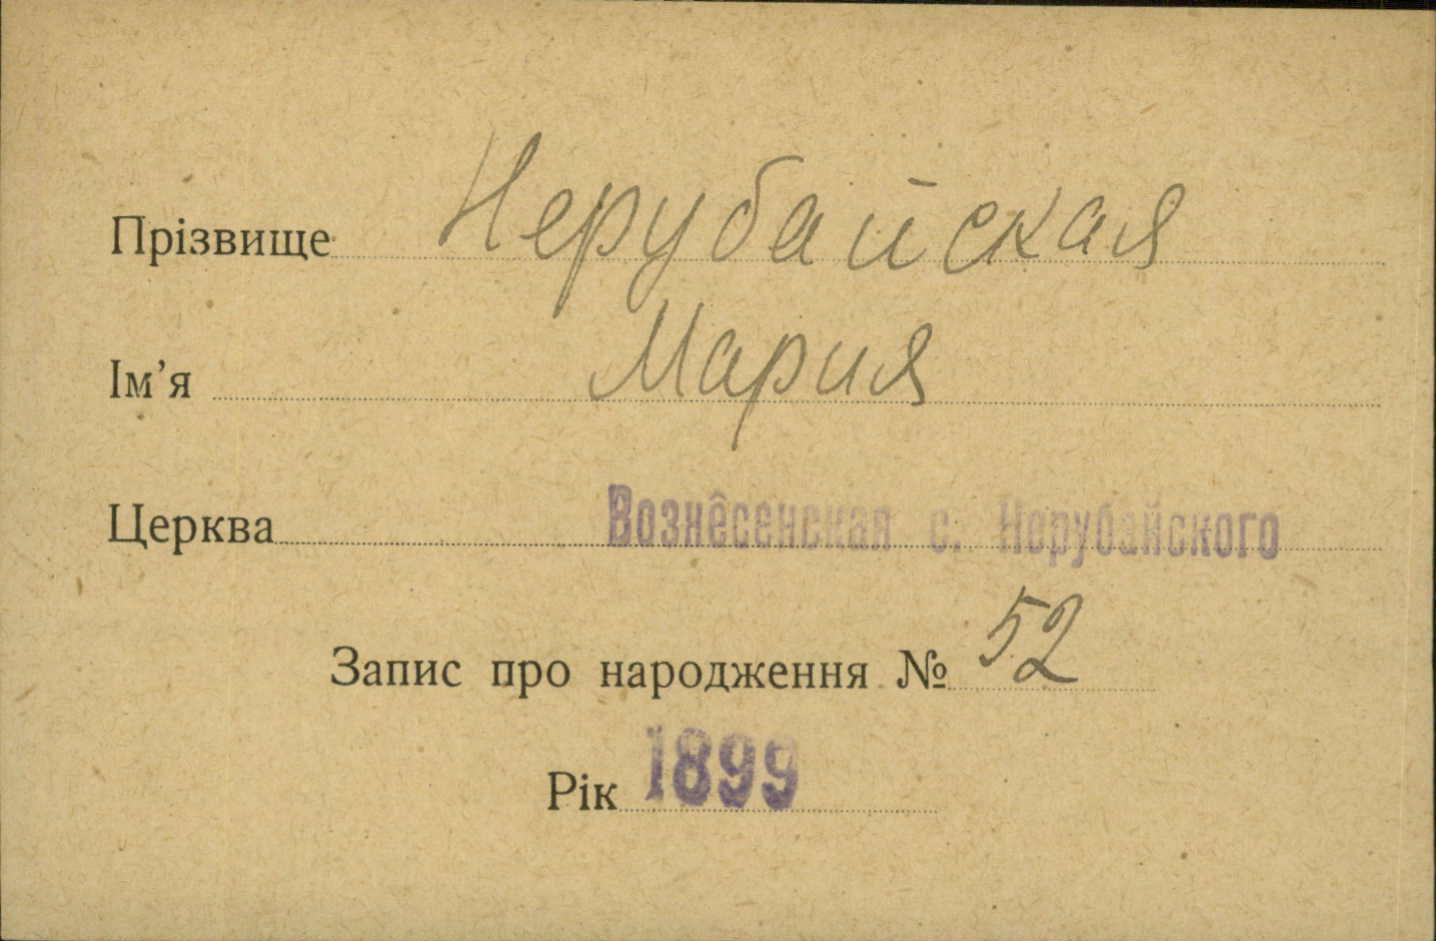 Прізвище Нерубайская
Ім’я Мария
Церква Вознесенская с. Нерубайского
Запис про народження № 52
Рік 1899